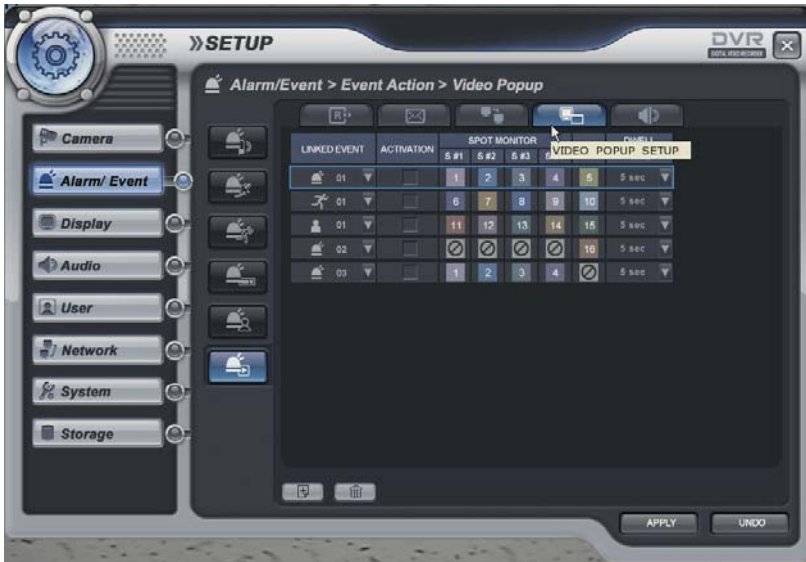 SETUP
DVR
DIGITAL VIDEO RECORDER
Alarm/Event > Event Action > Video Popup
Camera
Alarm/ Event
Display
Audio
User
Network
System
Storage
LINKED EVENT ACTIVATION SPOT MONITOR
S #1 S #2 S #3
VIDEO POPUP SETUP
01 1 2 3 4 5 5 sec
01 6 7 8 9 10 5 sec
01 11 12 13 14 15 5 sec
02 16 5 sec
03 1 2 3 4 5 sec
APPLY UNDO